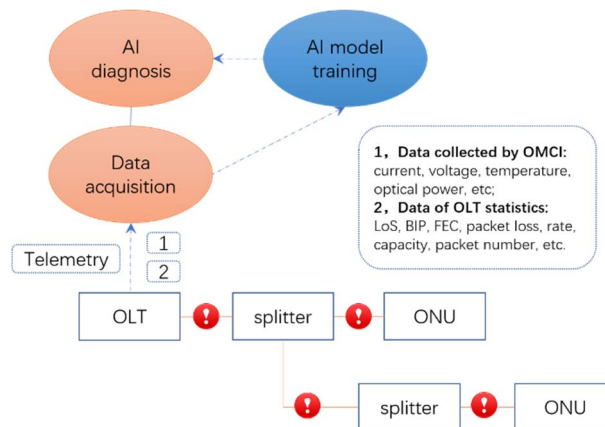 AI
diagnosis
AI model
training
Data
acquisition
1, Data collected by OMCI:
current, voltage, temperature,
optical power, etc;
2, Data of OLT statistics:
LoS, BIP, FEC, packet loss, rate,
capacity, packet number, etc.
Telemetry
1
2
OLT
!
splitter
!
ONU
!
splitter
!
ONU